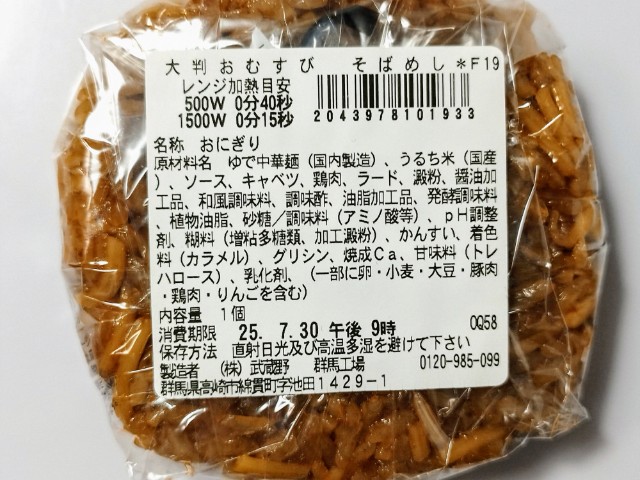 大判おむすび　そばめし＊F19
レンジ加熱目安
500W 0分40秒
1500W 0分15秒
2043978101933
名称　おにぎり
原材料名　ゆで中華麺（国内製造）、うるち米（国産
）、ソース、キャベツ、鶏肉、ラード、澱粉、醤油加
工品、和風調味料、調味酢、油脂加工品、発酵調味料
、植物油脂、砂糖／調味料（アミノ酸等）、ｐH調整
剤、糊料（増粘多糖類、加工澱粉）、かんすい、着色
料（カラメル）、グリシン、焼成Ｃａ、甘味料（トレ
ハロース）、乳化剤、（一部に卵・小麦・大豆・豚肉
・鶏肉・りんごを含む）
内容量　１個
消費期限　25. 7.30 午後 9時　0Q58
保存方法　直射日光及び高温多湿を避けて下さい
製造者　（株）武蔵野　群馬工場　0120-985-099
群馬県高崎市綿貫町字池田１４２９－１